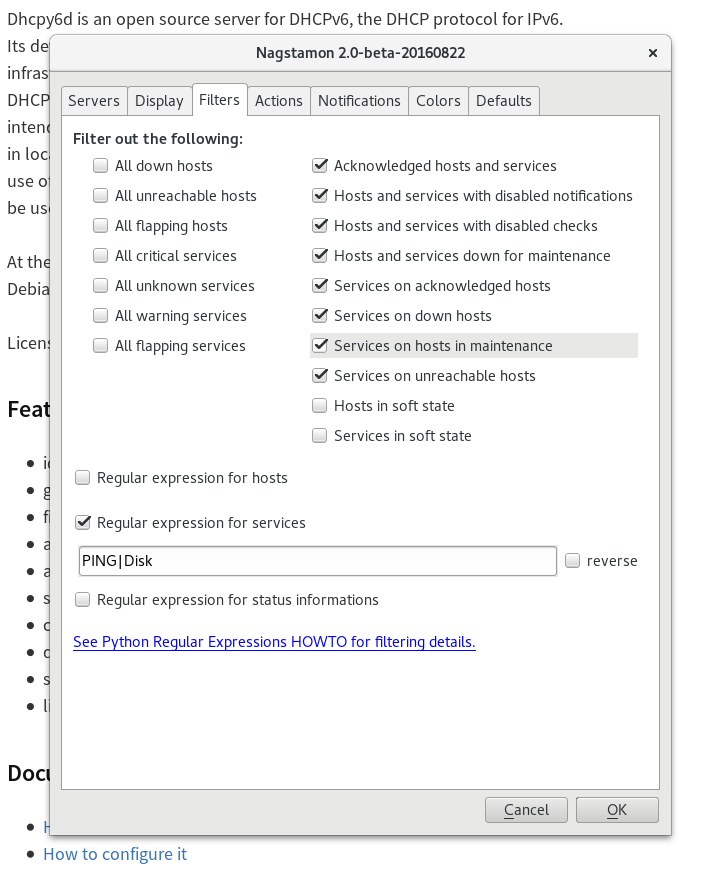 Dhcpy6d is an open source server for DHCPv6, the DHCP protocol for IPv6.
Its de
Nagstamon 2.0-beta-20160822
infras
Servers Display Filters Actions Notifications Colors Defaults
DHCP
intend
Filter out the following:
in loca
All down hosts
Acknowledged hosts and services
use o
All unreachable hosts
Hosts and services with disabled notifications
be use
All flapping hosts
Hosts and services with disabled checks
All critical services
Hosts and services down for maintenance
At the
All unknown services
Services on acknowledged hosts
Debia
All warning services
Services on down hosts
All flapping services
Services on hosts in maintenance
Licens
Services on unreachable hosts
Hosts in soft state
Feat
Services in soft state
Regular expression for hosts
Regular expression for services
PING|Disk
reverse
Regular expression for status informations
See Python Regular Expressions HOWTO for filtering details.
Docu
Cancel
OK
How to configure it